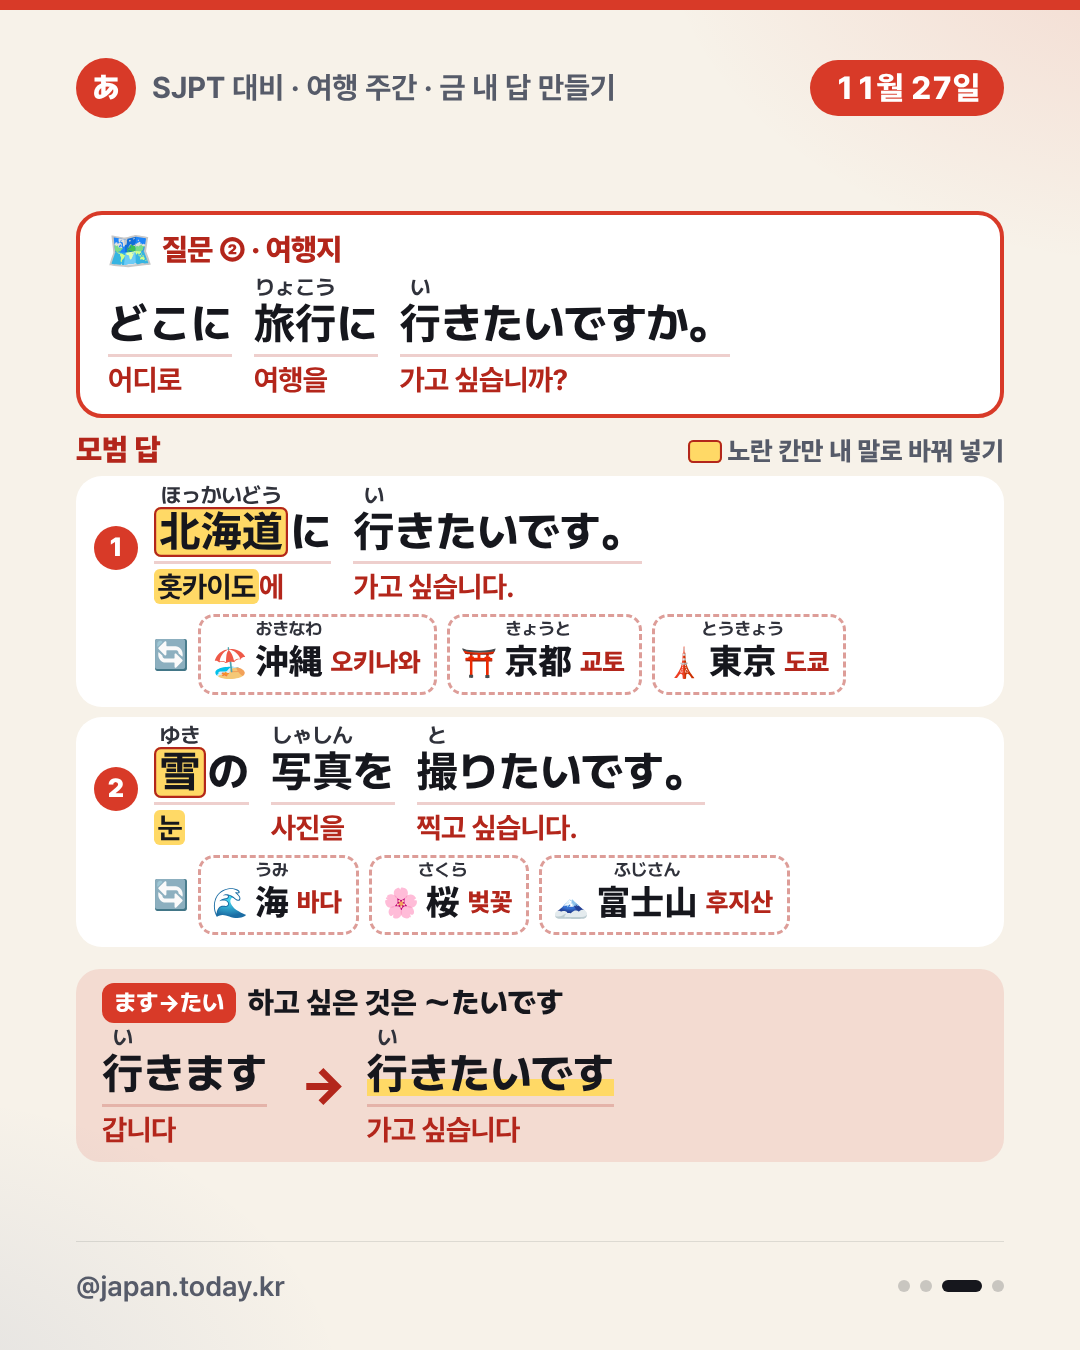 あ SJPT 대비 · 여행 주간 · 금 내 답 만들기
11월 27일
질문 ② · 여행지
りょこう い
どこに 旅行に 行きたいですか。
어디로 여행을 가고 싶습니까?
모범 답
노란 칸만 내 말로 바꿔 넣기
ほっかいどう い
1 北海道に 行きたいです。
홋카이도에 가고 싶습니다.
おきなわ きょうと とうきょう
沖縄 오키나와 京都 교토 東京 도쿄
ゆき しゃしん と
2 雪の 写真を 撮りたいです。
눈 사진을 찍고 싶습니다.
うみ さくら ふじさん
海 바다 桜 벚꽃 富士山 후지산
ます→たい 하고 싶은 것은 ～たいです
い い
行きます → 行きたいです
갑니다 가고 싶습니다
@japan.today.kr